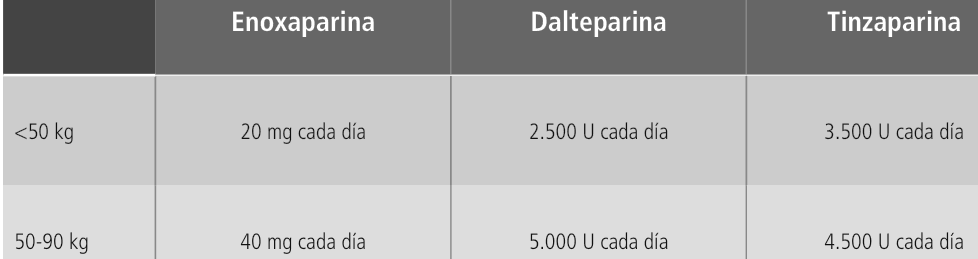 Enoxaparina Dalteparina Tinzaparina
<50 kg 20 mg cada día 2.500 U cada día 3.500 U cada día
50-90 kg 40 mg cada día 5.000 U cada día 4.500 U cada día